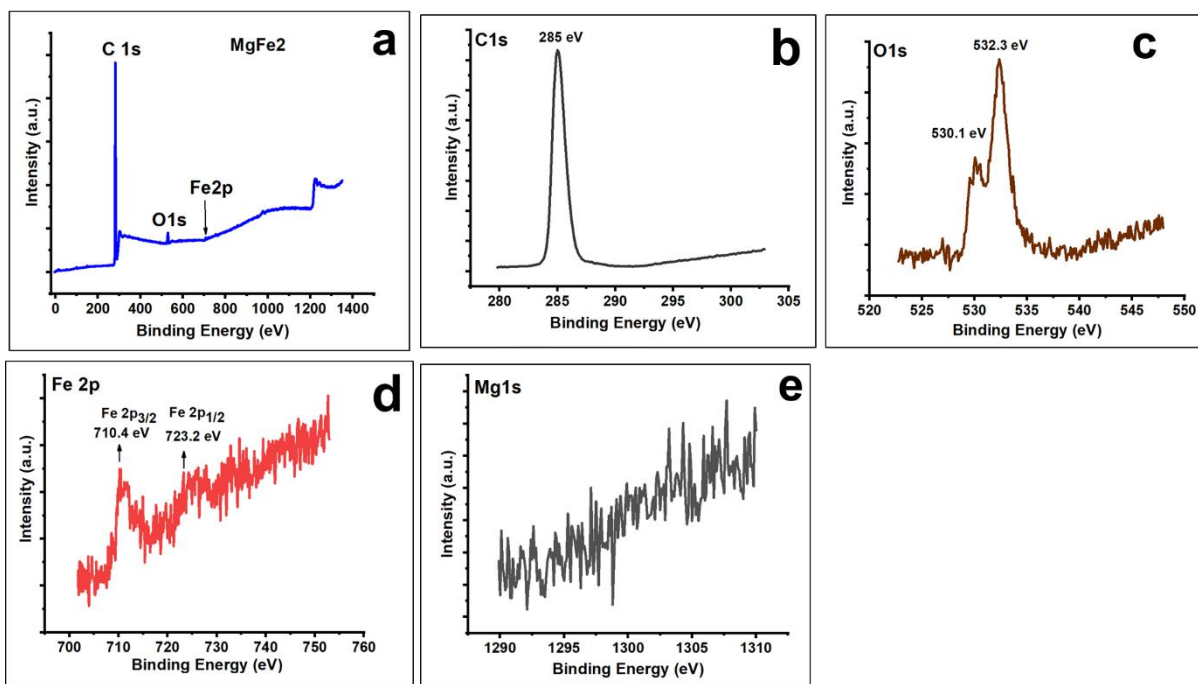 a
C 1s
MgFe2
O1s
Fe2p
Intensity (a.u.)
0 200 400 600 800 1000 1200 1400
Binding Energy (eV)
b
C1s
285 eV
Intensity (a.u.)
280 285 290 295 300 305
Binding Energy (eV)
c
O1s
532.3 eV
530.1 eV
Intensity (a.u.)
520 525 530 535 540 545 550
Binding Energy (eV)
d
Fe 2p
Fe 2p3/2
710.4 eV
Fe 2p1/2
723.2 eV
Intensity (a.u.)
700 710 720 730 740 750 760
Binding Energy (eV)
e
Mg1s
Intensity (a.u.)
1290 1295 1300 1305 1310
Binding Energy (eV)